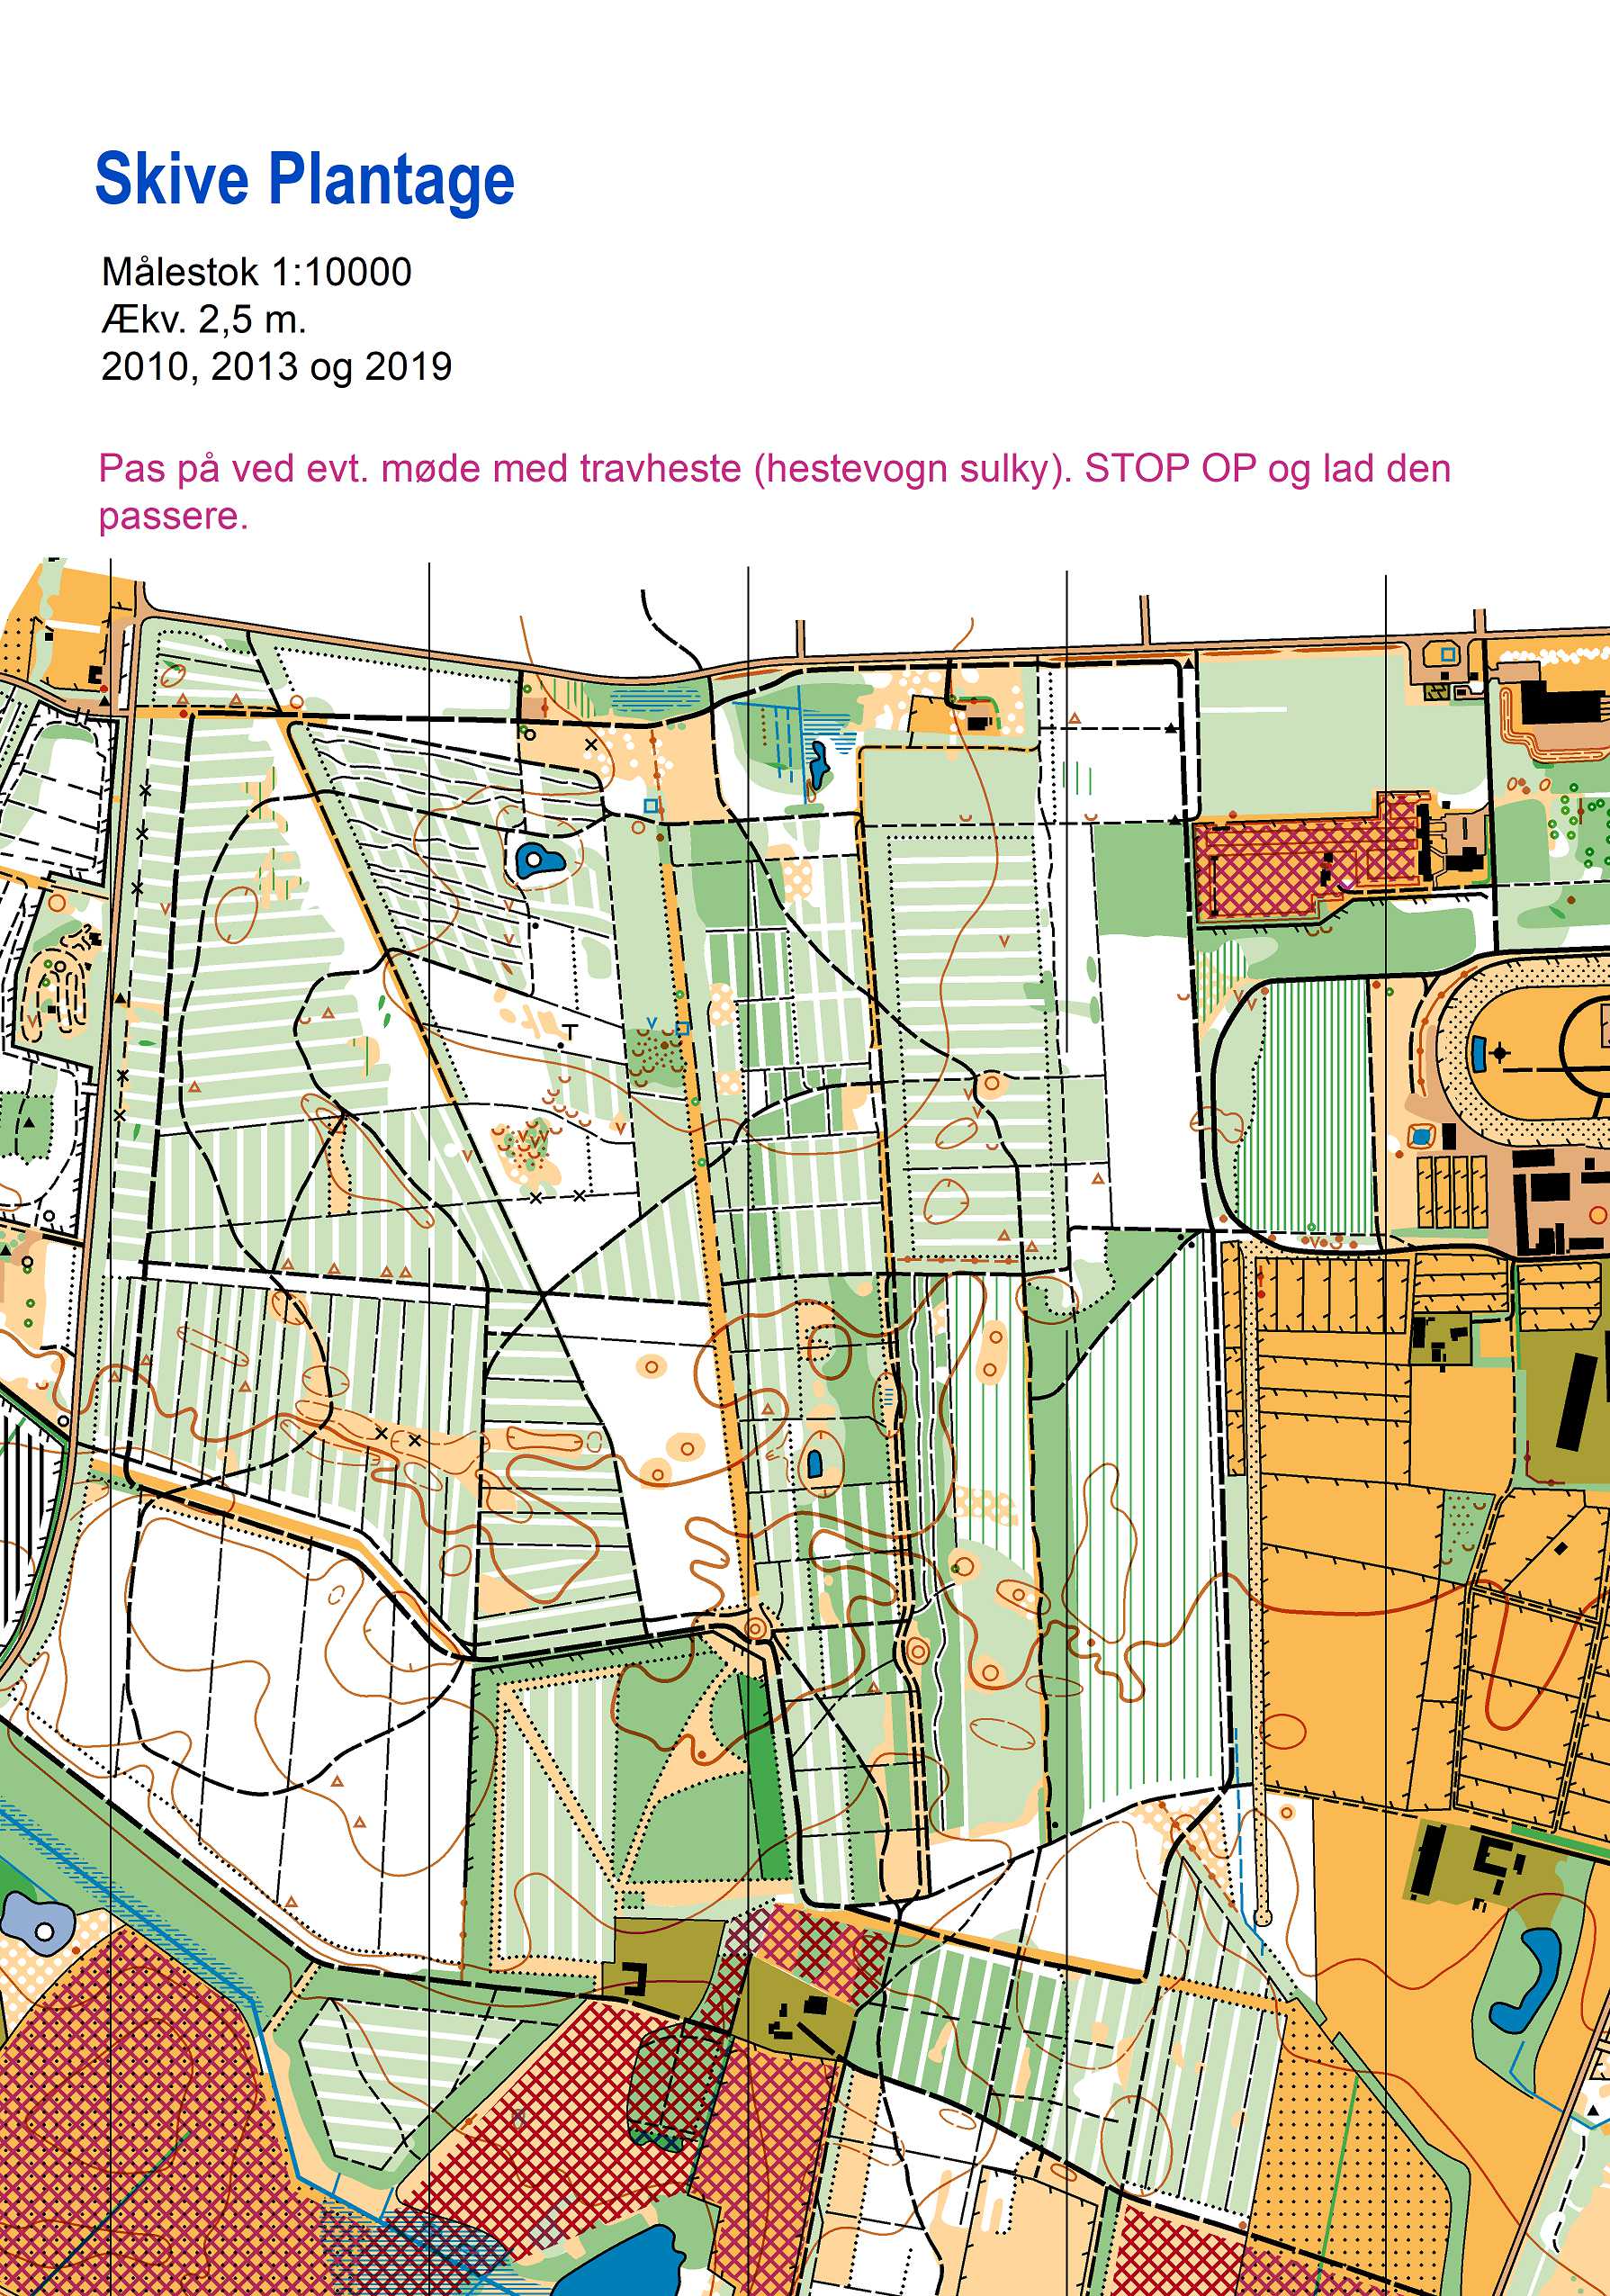 Skive Plantage
Målestok 1:10000
Ækv. 2,5 m.
2010, 2013 og 2019
Pas på ved evt. møde med travheste (hestevogn sulky). STOP OP og lad den
passere.